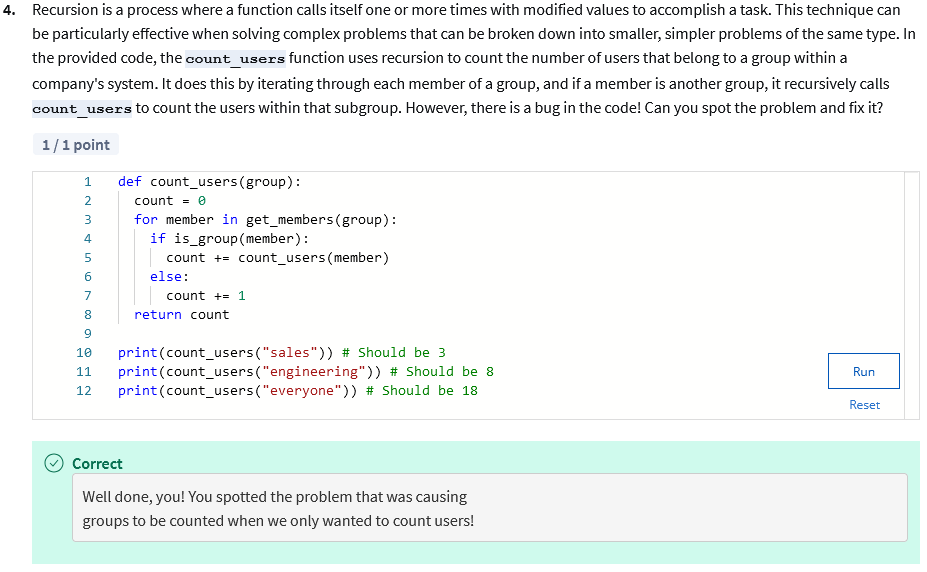 4. Recursion is a process where a function calls itself one or more times with modified values to accomplish a task. This technique can
be particularly effective when solving complex problems that can be broken down into smaller, simpler problems of the same type. In
the provided code, the count_users function uses recursion to count the number of users that belong to a group within a
company's system. It does this by iterating through each member of a group, and if a member is another group, it recursively calls
count_users to count the users within that subgroup. However, there is a bug in the code! Can you spot the problem and fix it?
1 / 1 point
1 def count_users(group):
2   count = 0
3   for member in get_members(group):
4     if is_group(member):
5       count += count_users(member)
6     else:
7       count += 1
8   return count
9
10 print(count_users("sales")) # Should be 3
11 print(count_users("engineering")) # Should be 8
12 print(count_users("everyone")) # Should be 18
Run
Reset
Correct
Well done, you! You spotted the problem that was causing
groups to be counted when we only wanted to count users!